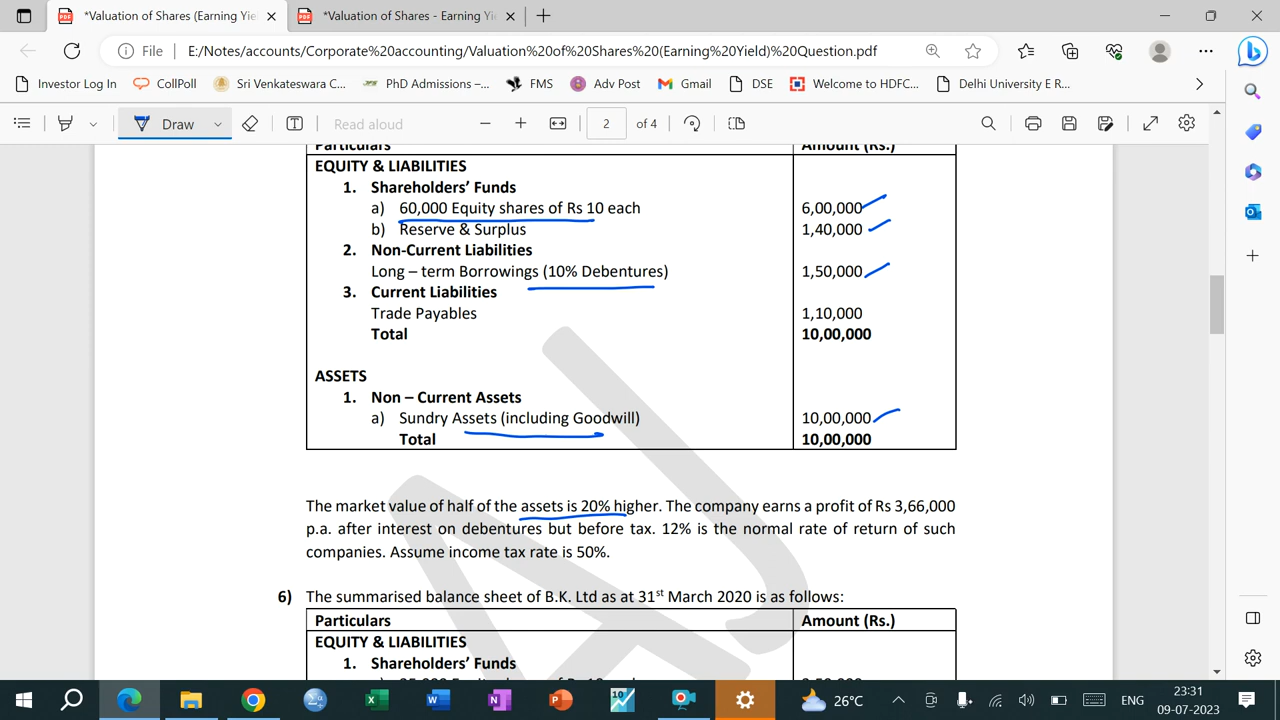 *Valuation of Shares (Earning Yie
*Valuation of Shares - Earning Yi
File
E:/Notes/accounts/Corporate%20accounting/Valuation%20of%20Shares%20(Earning%20Yield)%20Question.pdf
Investor Log In
CollPoll
Sri Venkateswara C...
PhD Admissions –...
FMS
Adv Post
Gmail
DSE
Welcome to HDFC...
Delhi University E R...
Draw
Read aloud
2 of 4
Particulars Amount (Rs.)
EQUITY & LIABILITIES
1. Shareholders’ Funds
a) 60,000 Equity shares of Rs 10 each 6,00,000
b) Reserve & Surplus 1,40,000
2. Non-Current Liabilities
Long – term Borrowings (10% Debentures) 1,50,000
3. Current Liabilities
Trade Payables 1,10,000
Total 10,00,000
ASSETS
1. Non – Current Assets
a) Sundry Assets (including Goodwill) 10,00,000
Total 10,00,000
The market value of half of the assets is 20% higher. The company earns a profit of Rs 3,66,000
p.a. after interest on debentures but before tax. 12% is the normal rate of return of such
companies. Assume income tax rate is 50%.
6) The summarised balance sheet of B.K. Ltd as at 31st March 2020 is as follows:
Particulars Amount (Rs.)
EQUITY & LIABILITIES
1. Shareholders’ Funds
26°C
ENG
23:31
09-07-2023